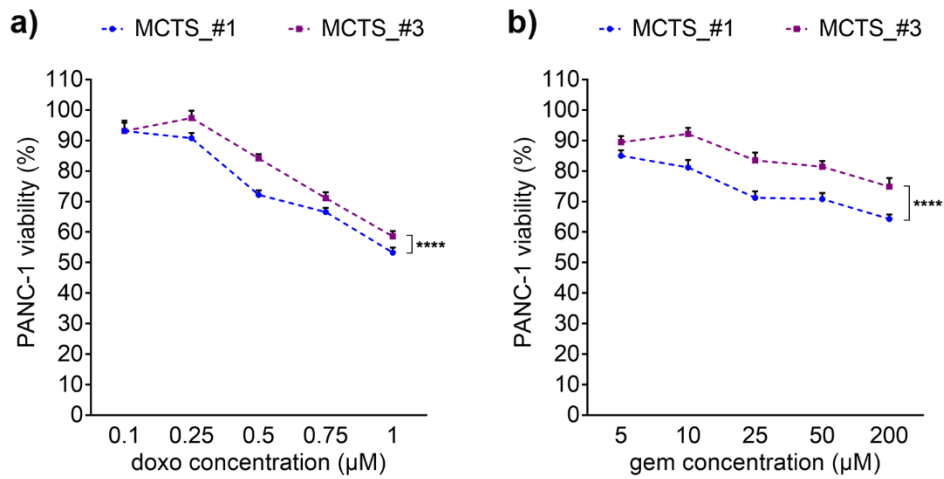 a)
MCTS_#1 MCTS_#3
PANC-1 viability (%)
110
100
90
80
70
60
50
40
30
20
10
0
****
0.1 0.25 0.5 0.75 1
doxo concentration (µM)
b)
MCTS_#1 MCTS_#3
PANC-1 viability (%)
110
100
90
80
70
60
50
40
30
20
10
0
****
5 10 25 50 200
gem concentration (µM)